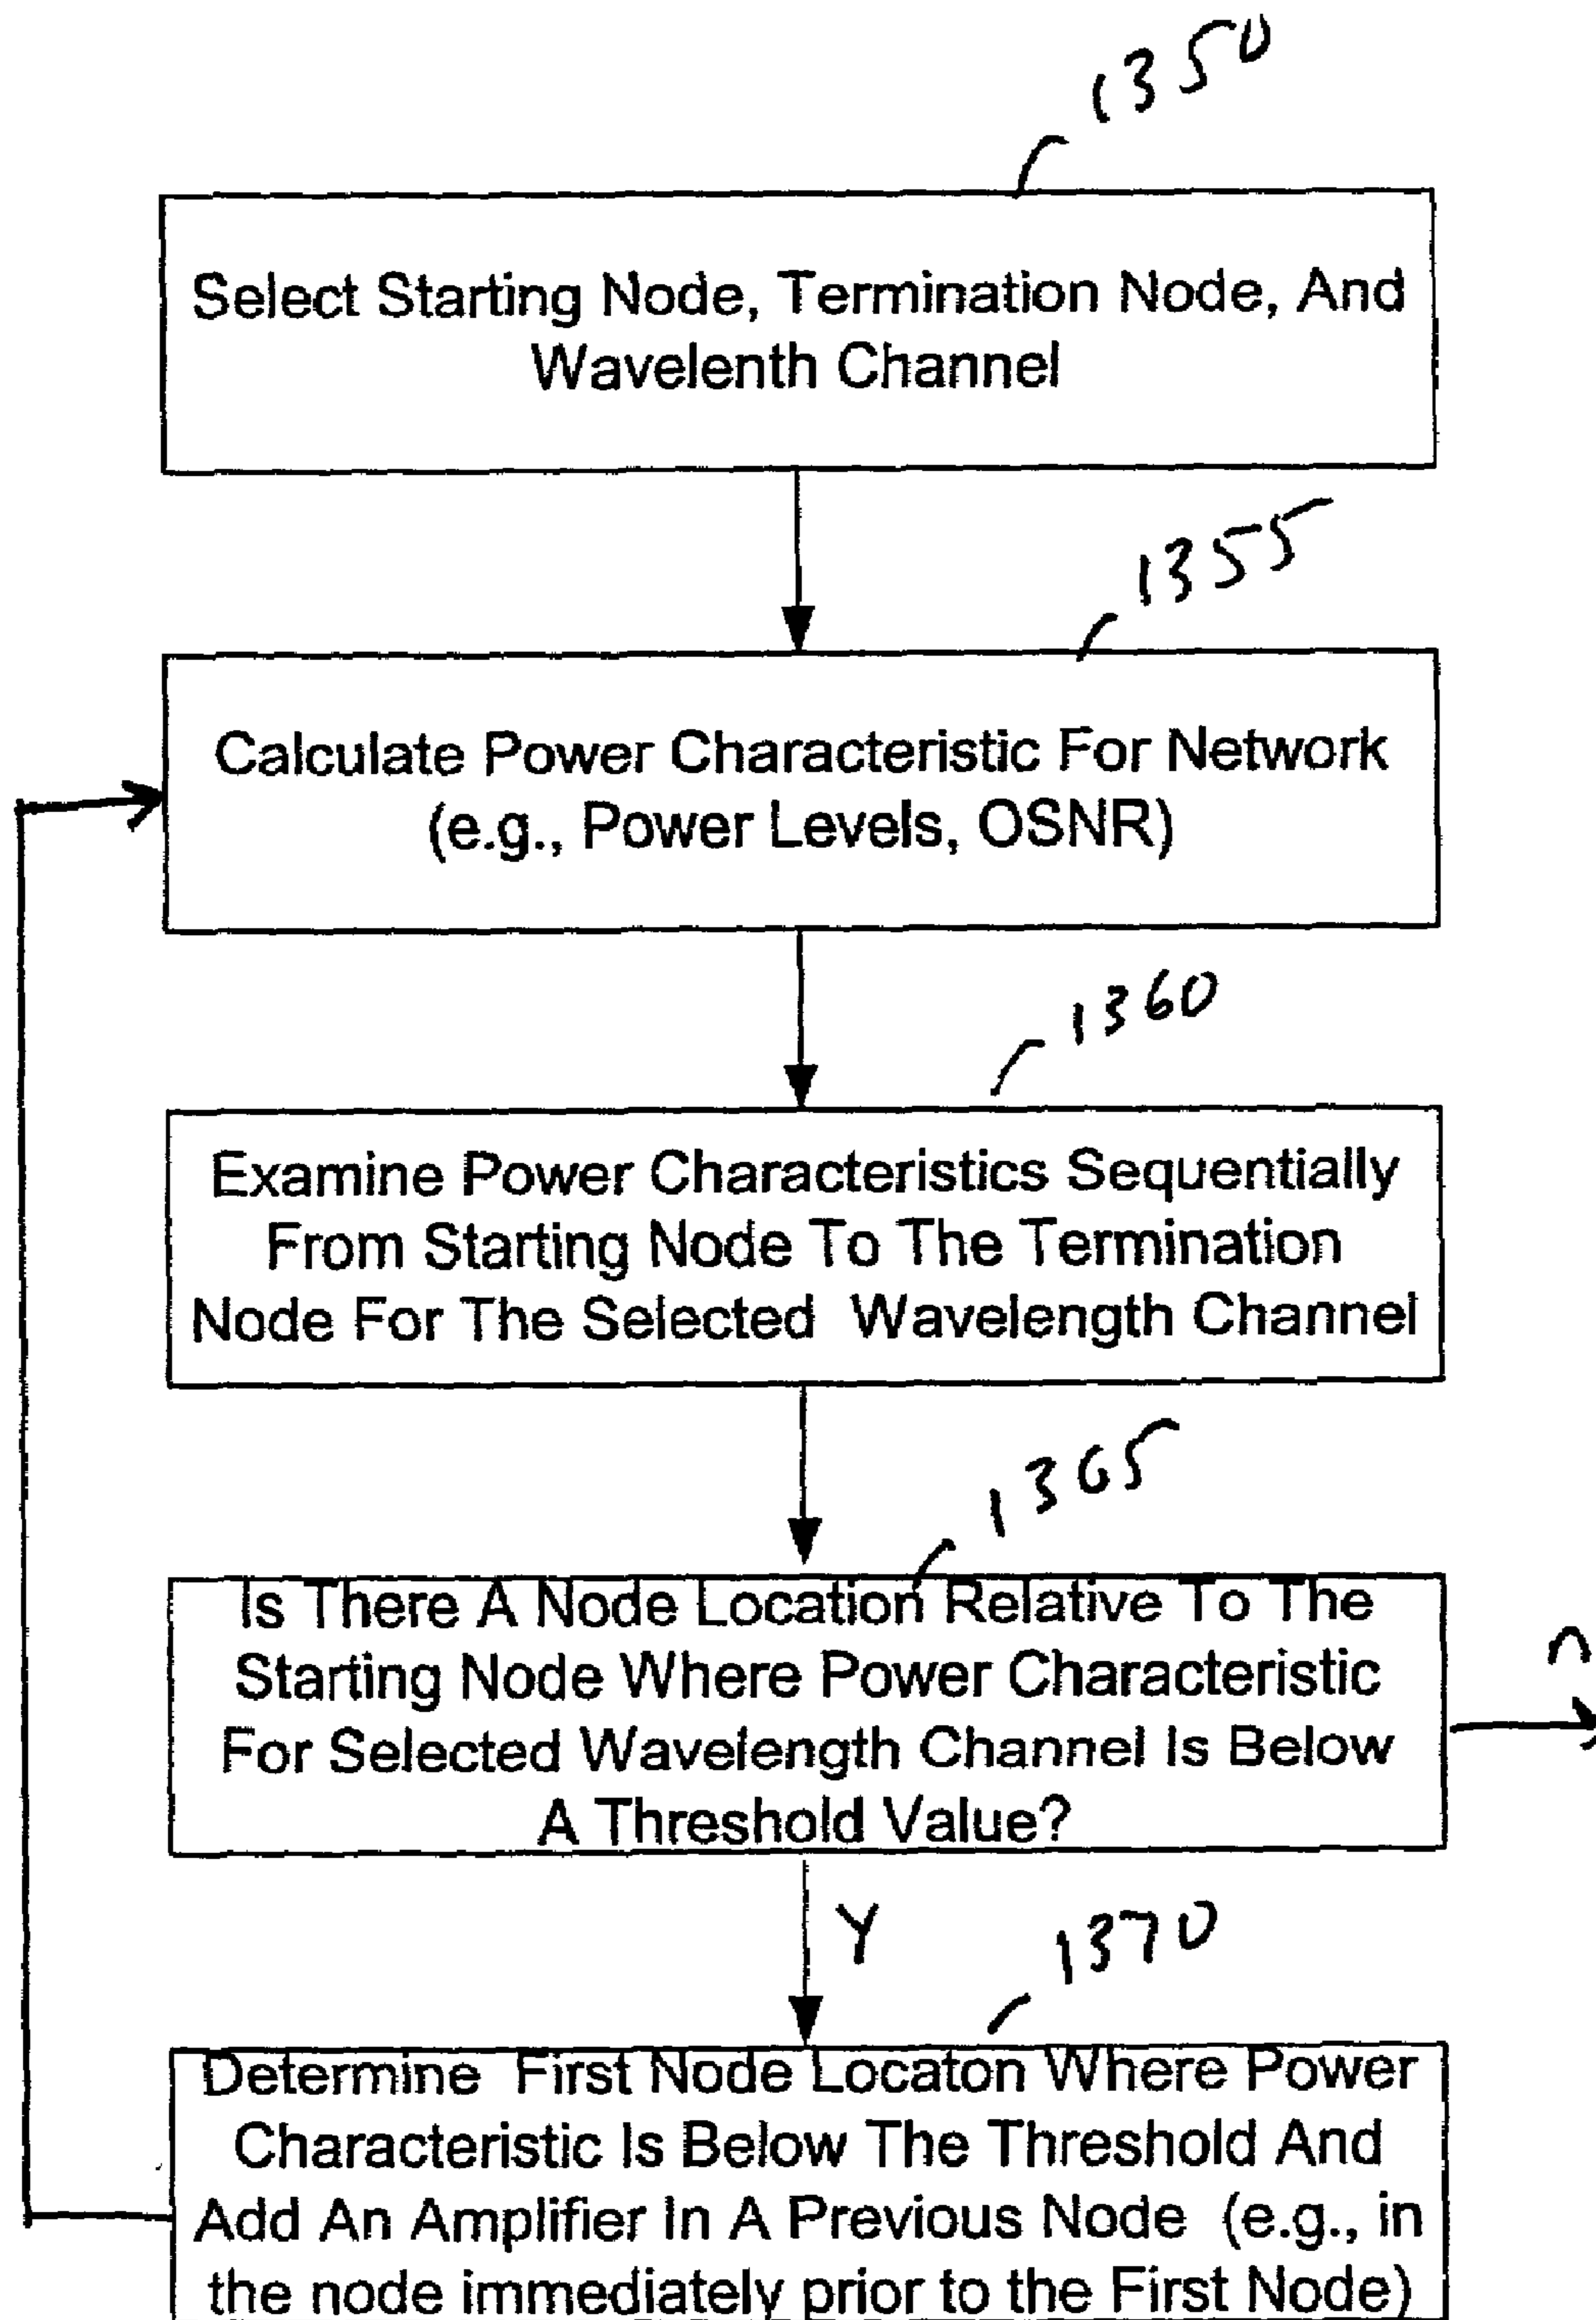 1350
Select Starting Node, Termination Node, And
Wavelenth Channel
1355
Calculate Power Characteristic For Network
(e.g., Power Levels, OSNR)
1360
Examine Power Characteristics Sequentially
From Starting Node To The Termination
Node For The Selected Wavelength Channel
1365
Is There A Node Location Relative To The
Starting Node Where Power Characteristic
For Selected Wavelength Channel Is Below
A Threshold Value?
n
Y
1370
Determine First Node Locaton Where Power
Characteristic Is Below The Threshold And
Add An Amplifier In A Previous Node (e.g., in
the node immediately prior to the First Node)